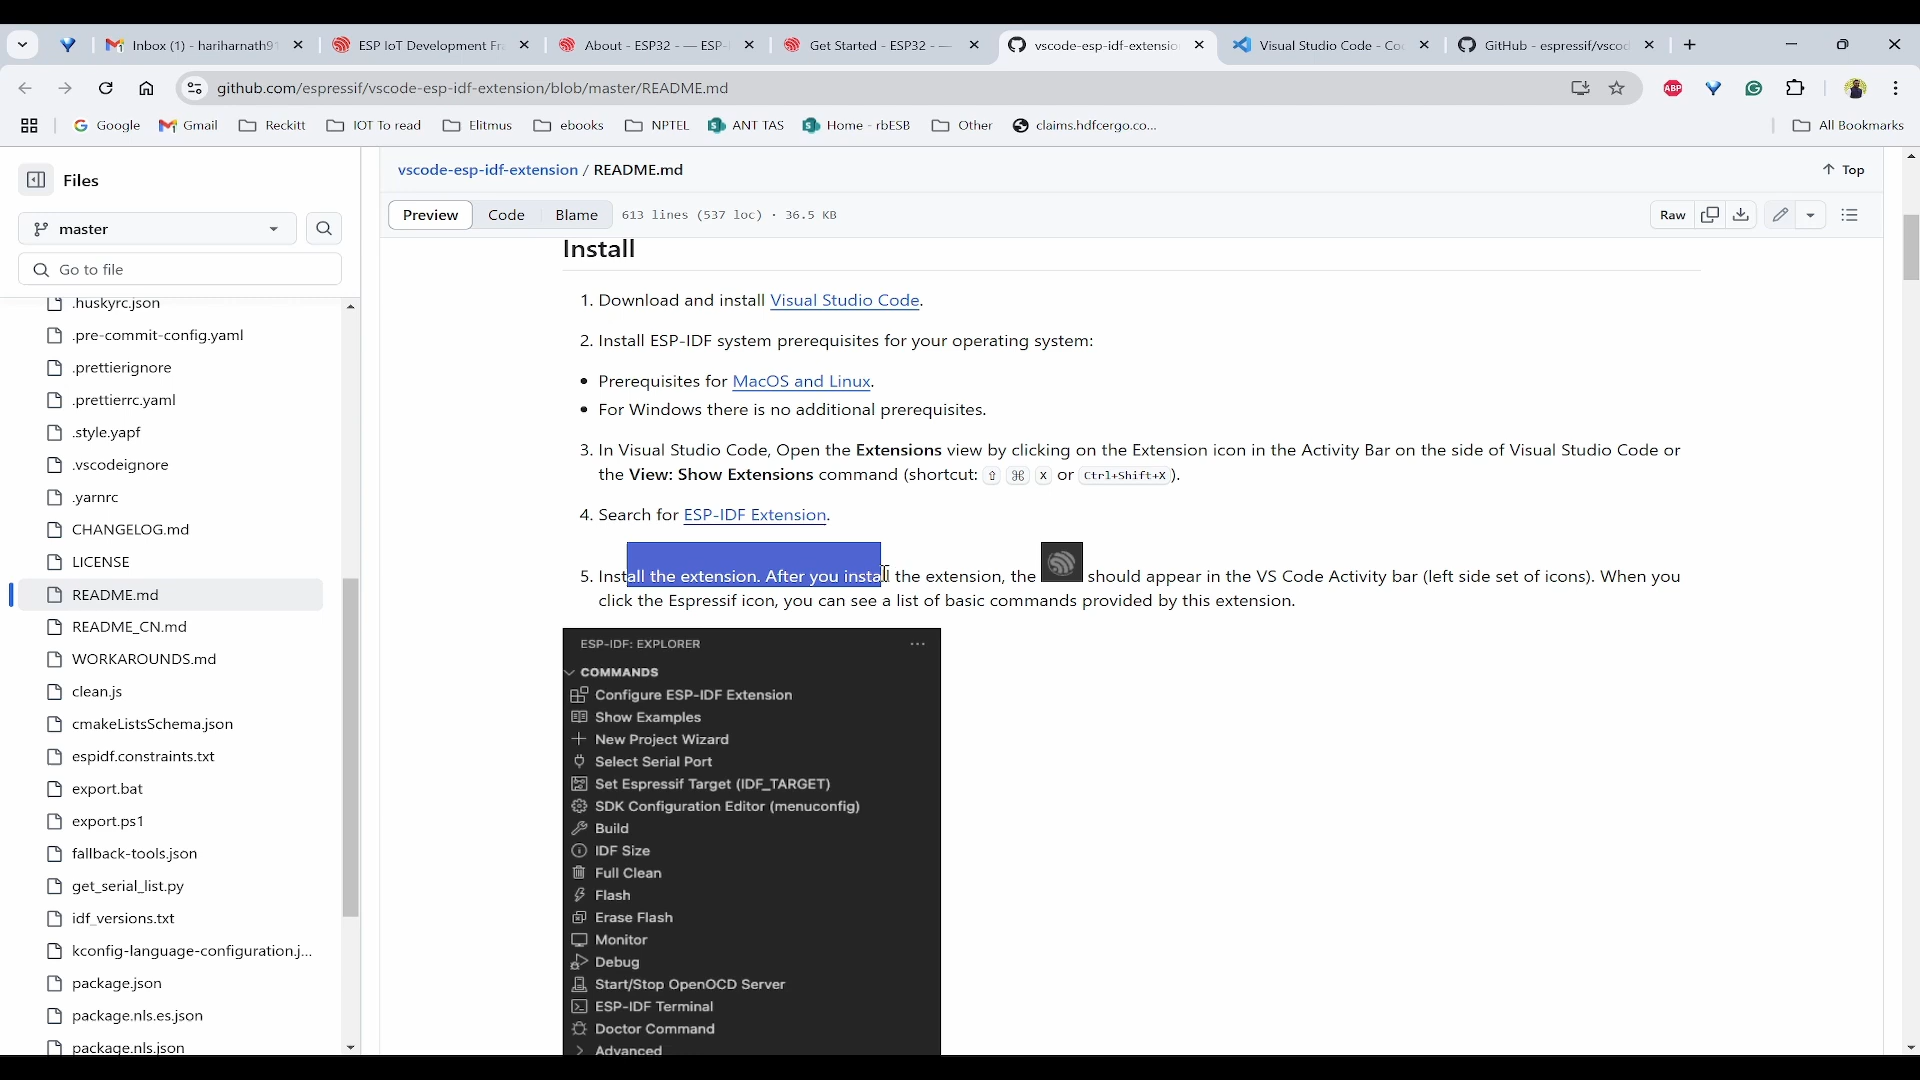 Inbox (1) - hariharnath9
ESP IoT Development Fr
About - ESP32 - — ESP-
Get Started - ESP32 - —
vscode-esp-idf-extensio
Visual Studio Code - Co
GitHub - espressif/vscod
github.com/espressif/vscode-esp-idf-extension/blob/master/README.md
ABP
Google
Gmail
Reckitt
IOT To read
Elitmus
ebooks
NPTEL
ANT TAS
Home - rbESB
Other
claims.hdfcergo.co...
All Bookmarks
Files
master
Go to file
.huskyrc.json
.pre-commit-config.yaml
.prettierignore
.prettierrc.yaml
.style.yapf
.vscodeignore
.yarnrc
CHANGELOG.md
LICENSE
README.md
README_CN.md
WORKAROUNDS.md
clean.js
cmakeListsSchema.json
espidf.constraints.txt
export.bat
export.ps1
fallback-tools.json
get_serial_list.py
idf_versions.txt
kconfig-language-configuration.j...
package.json
package.nls.es.json
package.nls.json
vscode-esp-idf-extension / README.md
Top
Preview
Code
Blame
613 lines (537 loc) · 36.5 KB
Raw
Install
1. Download and install Visual Studio Code.
2. Install ESP-IDF system prerequisites for your operating system:
• Prerequisites for MacOS and Linux.
• For Windows there is no additional prerequisites.
3. In Visual Studio Code, Open the Extensions view by clicking on the Extension icon in the Activity Bar on the side of Visual Studio Code or
the View: Show Extensions command (shortcut: ⇧ ⌘ X or Ctrl+Shift+X ).
4. Search for ESP-IDF Extension.
5. Install the extension. After you install the extension, the should appear in the VS Code Activity bar (left side set of icons). When you
click the Espressif icon, you can see a list of basic commands provided by this extension.
ESP-IDF: EXPLORER
COMMANDS
Configure ESP-IDF Extension
Show Examples
New Project Wizard
Select Serial Port
Set Espressif Target (IDF_TARGET)
SDK Configuration Editor (menuconfig)
Build
IDF Size
Full Clean
Flash
Erase Flash
Monitor
Debug
Start/Stop OpenOCD Server
ESP-IDF Terminal
Doctor Command
Advanced